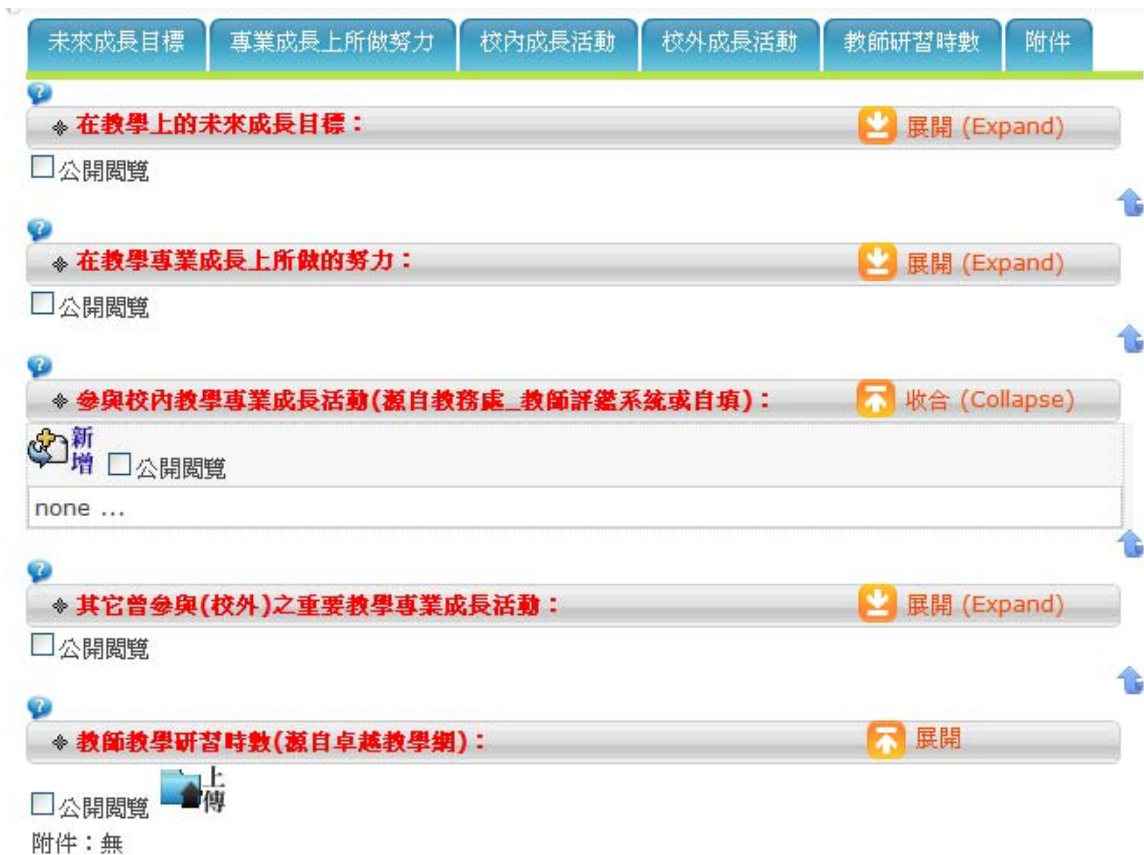 未來成長目標 專業成長上所做努力 校內成長活動 校外成長活動 教師研習時數 附件
?
在教學上的未來成長目標： 展開 (Expand)
公開閱覽
?
在教學專業成長上所做的努力： 展開 (Expand)
公開閱覽
?
參與校內教學專業成長活動(源自教務處_教師評鑑系統或自填)： 收合 (Collapse)
新增 公開閱覽
none ...
?
其它曾參與(校外)之重要教學專業成長活動： 展開 (Expand)
公開閱覽
?
教師教學研習時數(源自卓越教學網)： 展開
公開閱覽 上傳
附件：無